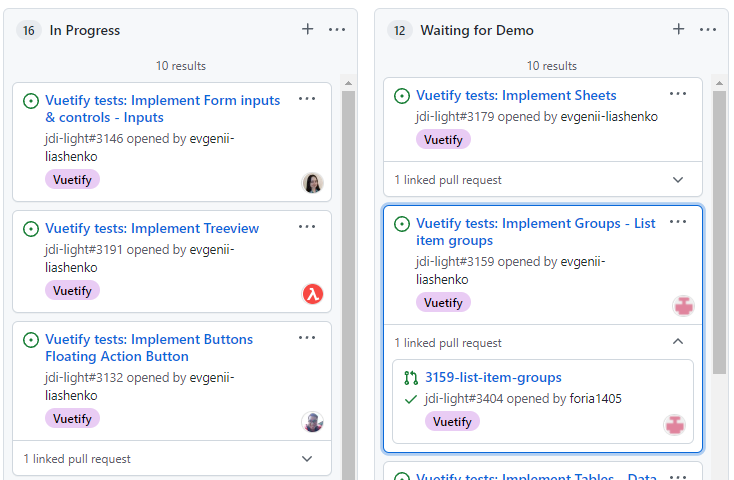 16 In Progress
10 results
Vuetify tests: Implement Form inputs
& controls - Inputs
jdi-light#3146 opened by evgenii-
liashenko
Vuetify
Vuetify tests: Implement Treeview
jdi-light#3191 opened by evgenii-
liashenko
Vuetify
Vuetify tests: Implement Buttons
Floating Action Button
jdi-light#3132 opened by evgenii-
liashenko
Vuetify
1 linked pull request
12 Waiting for Demo
10 results
Vuetify tests: Implement Sheets
jdi-light#3179 opened by evgenii-liashenko
Vuetify
1 linked pull request
Vuetify tests: Implement Groups - List
item groups
jdi-light#3159 opened by evgenii-
liashenko
Vuetify
1 linked pull request
3159-list-item-groups
jdi-light#3404 opened by foria1405
Vuetify
Vuetify tests: Implement Tables - Data